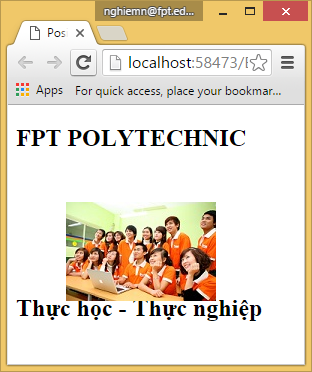 nghiemn@fpt.ed...
Pos
localhost:58473/
Apps For quick access, place your bookmar...
FPT POLYTECHNIC
Thực học - Thực nghiệp